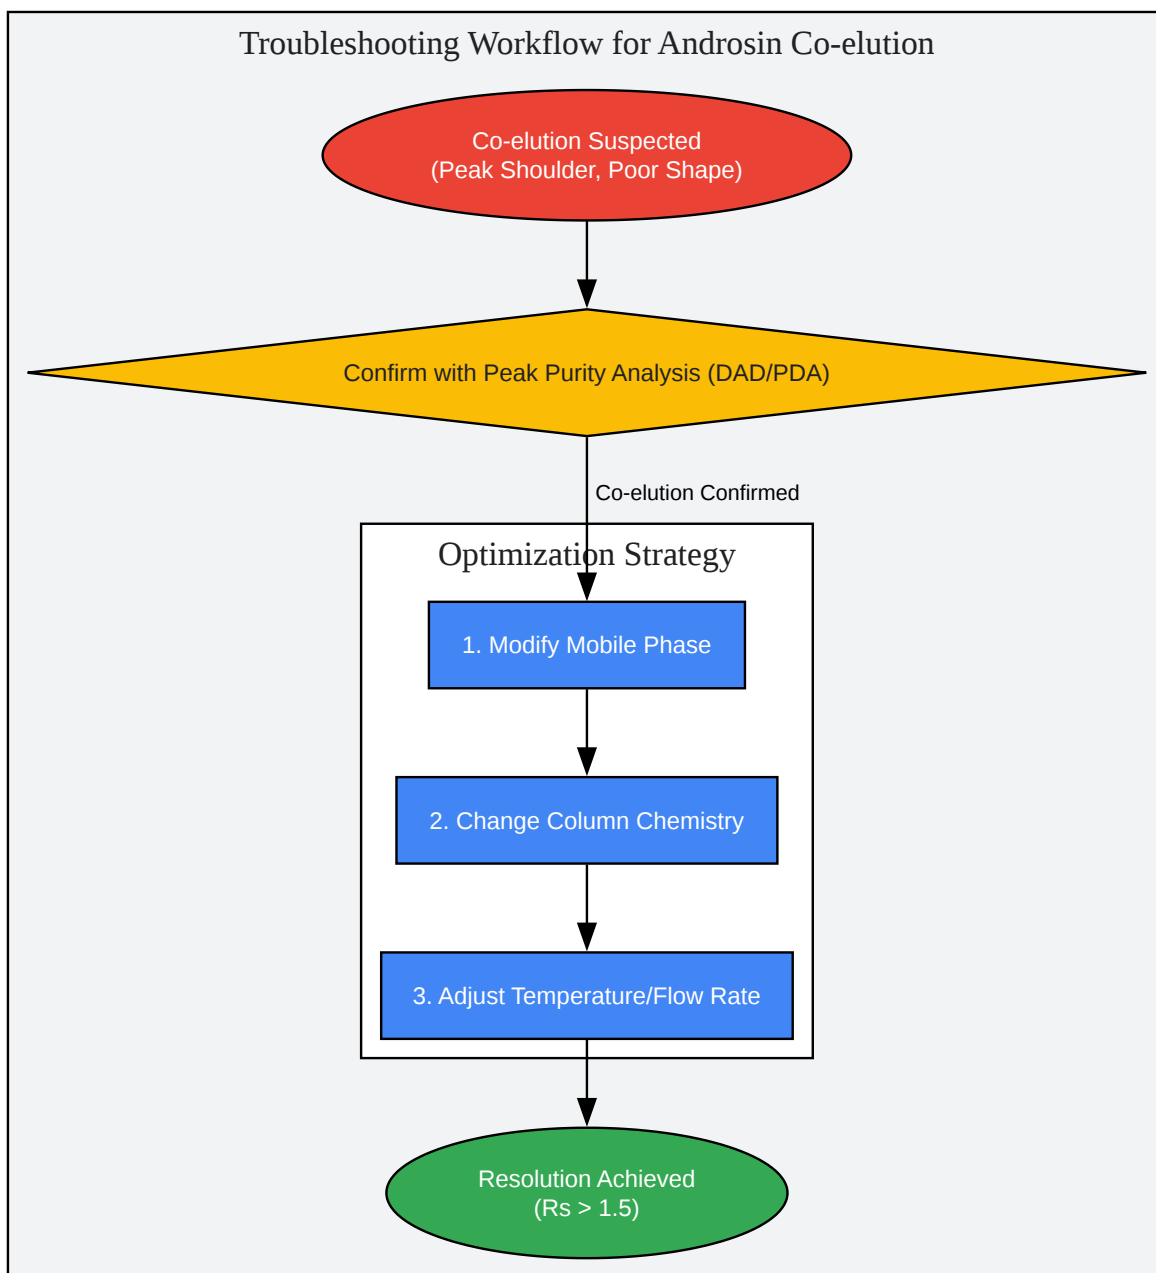 Troubleshooting Workflow for Androsin Co-elution
Co-elution Suspected
(Peak Shoulder, Poor Shape)
Confirm with Peak Purity Analysis (DAD/PDA)
Co-elution Confirmed
Optimization Strategy
1. Modify Mobile Phase
2. Change Column Chemistry
3. Adjust Temperature/Flow Rate
Resolution Achieved
(Rs > 1.5)